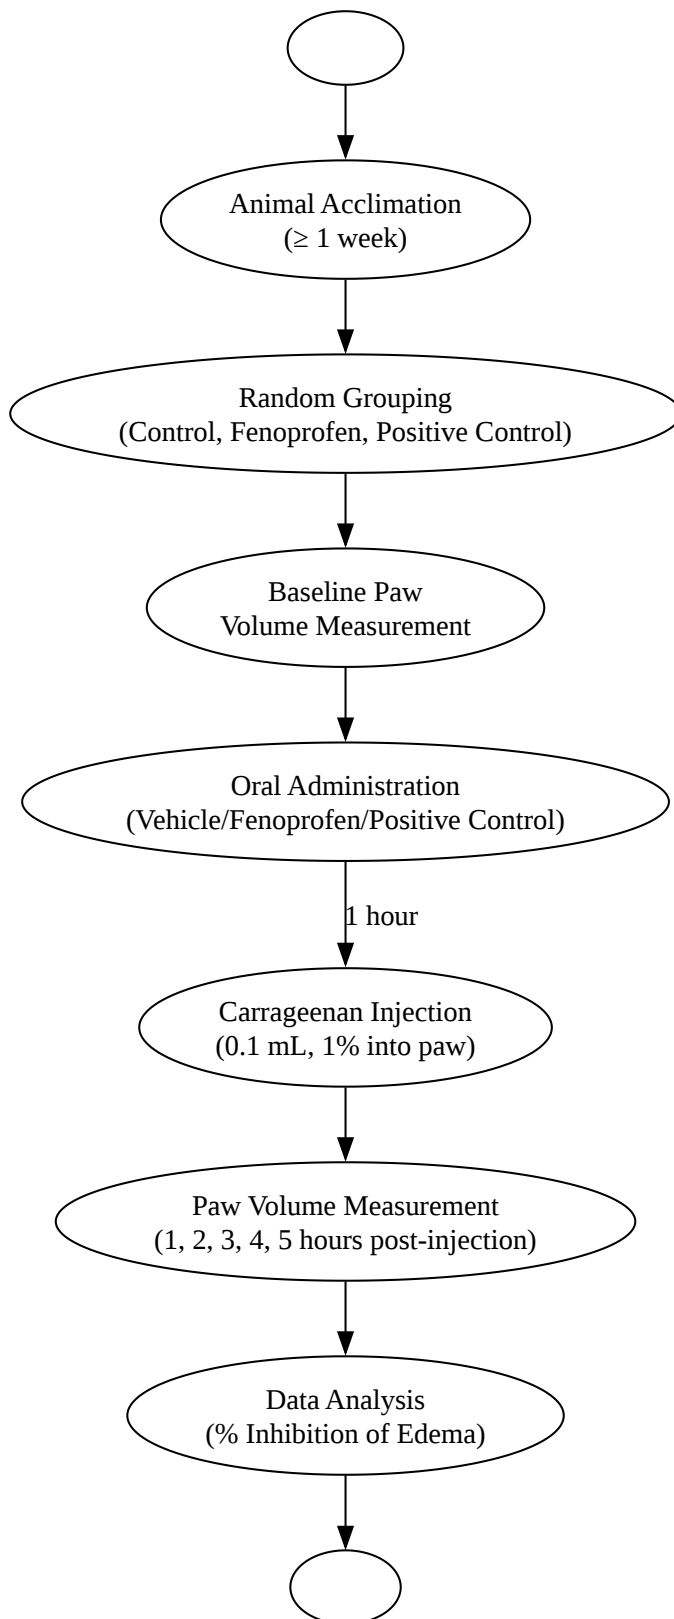 Animal Acclimation
(≥ 1 week)
Random Grouping
(Control, Fenoprofen, Positive Control)
Baseline Paw
Volume Measurement
Oral Administration
(Vehicle/Fenoprofen/Positive Control)
1 hour
Carrageenan Injection
(0.1 mL, 1% into paw)
Paw Volume Measurement
(1, 2, 3, 4, 5 hours post-injection)
Data Analysis
(% Inhibition of Edema)